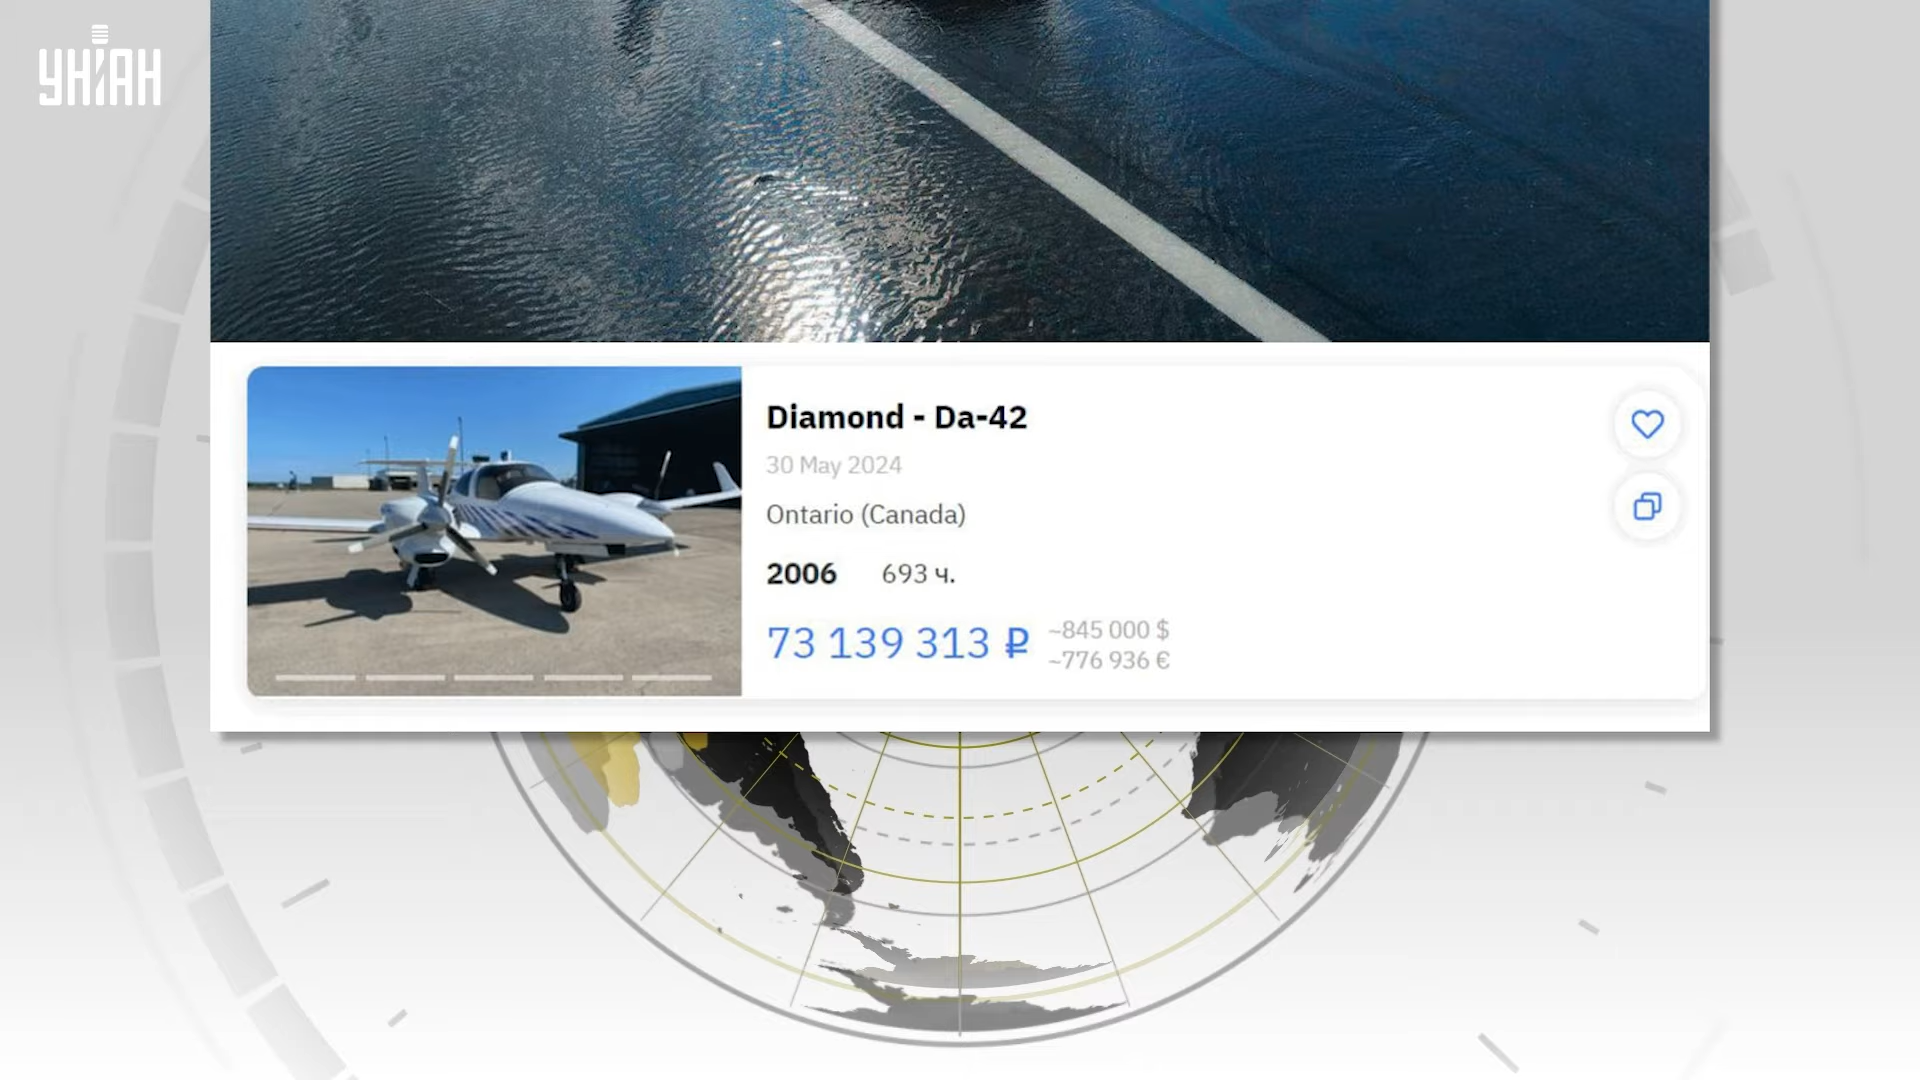 УНІАН
Diamond - Da-42
30 May 2024
Ontario (Canada)
2006 693 ч.
73 139 313 ₽ ~845 000 $
~776 936 €